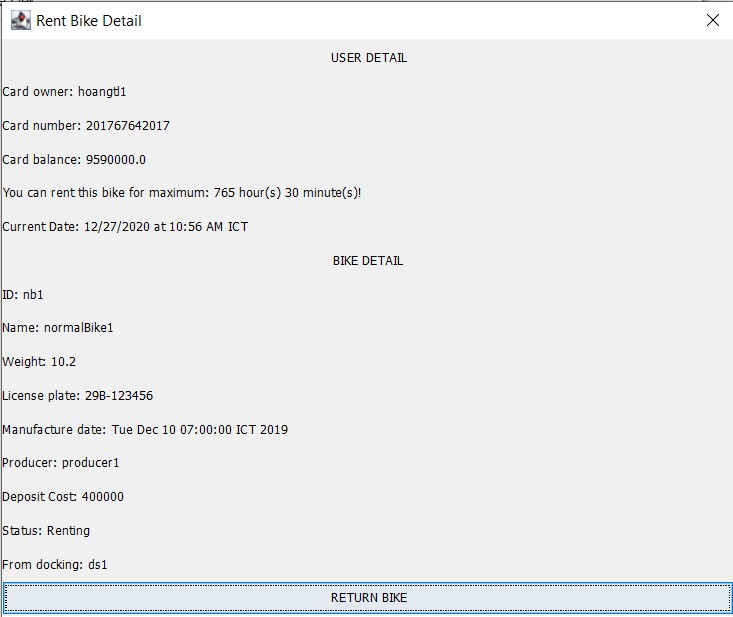 Rent Bike Detail
USER DETAIL
Card owner: hoangtl1
Card number: 201767642017
Card balance: 9590000.0
You can rent this bike for maximum: 765 hour(s) 30 minute(s)!
Current Date: 12/27/2020 at 10:56 AM ICT
BIKE DETAIL
ID: nb1
Name: normalBike1
Weight: 10.2
License plate: 29B-123456
Manufacture date: Tue Dec 10 07:00:00 ICT 2019
Producer: producer1
Deposit Cost: 400000
Status: Renting
From docking: ds1
RETURN BIKE